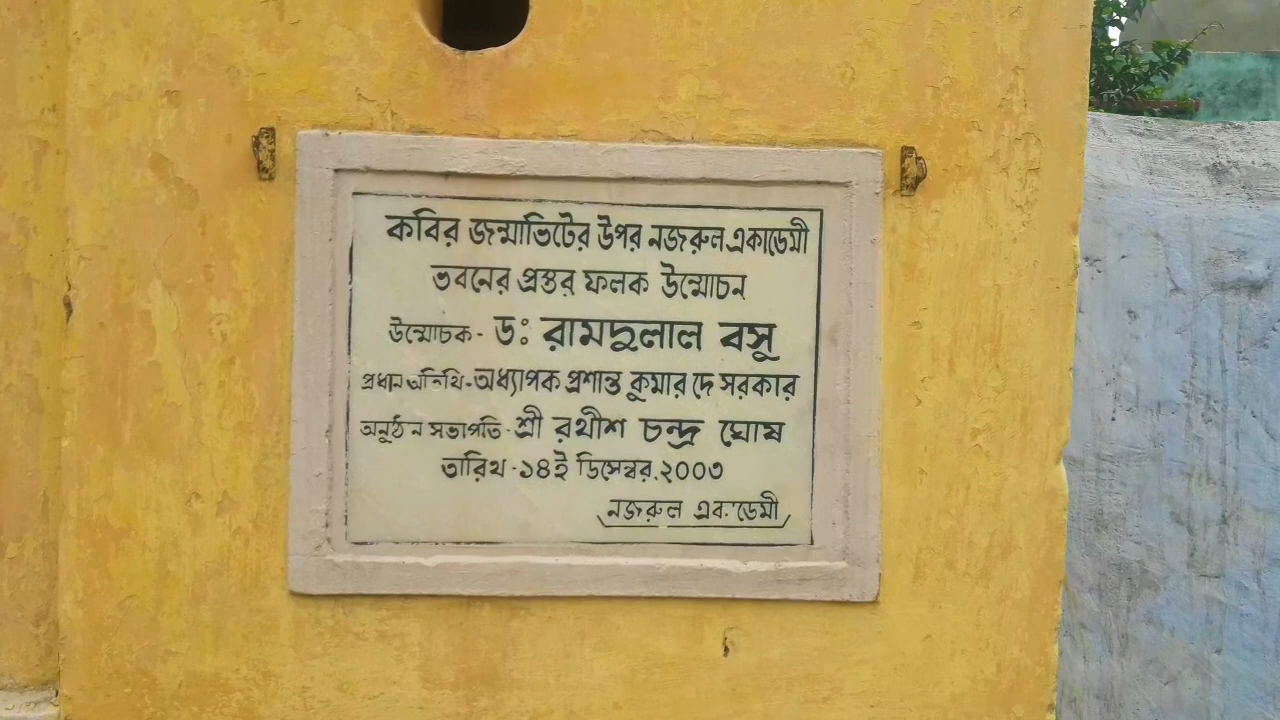 কবির জন্মভিটের উপর নজরুল একাডেমী
ভবনের প্রস্তর ফলক উন্মোচন
উন্মোচক - ডঃ রামদুলাল বসু
প্রধান অতিথি - অধ্যাপক প্রশান্ত কুমার দে সরকার
অনুষ্ঠান সভাপতি - শ্রী রথীশ চন্দ্র ঘোষ
তারিখ - ১৪ই ডিসেম্বর, ২০০৩
নজরুল একাডেমী